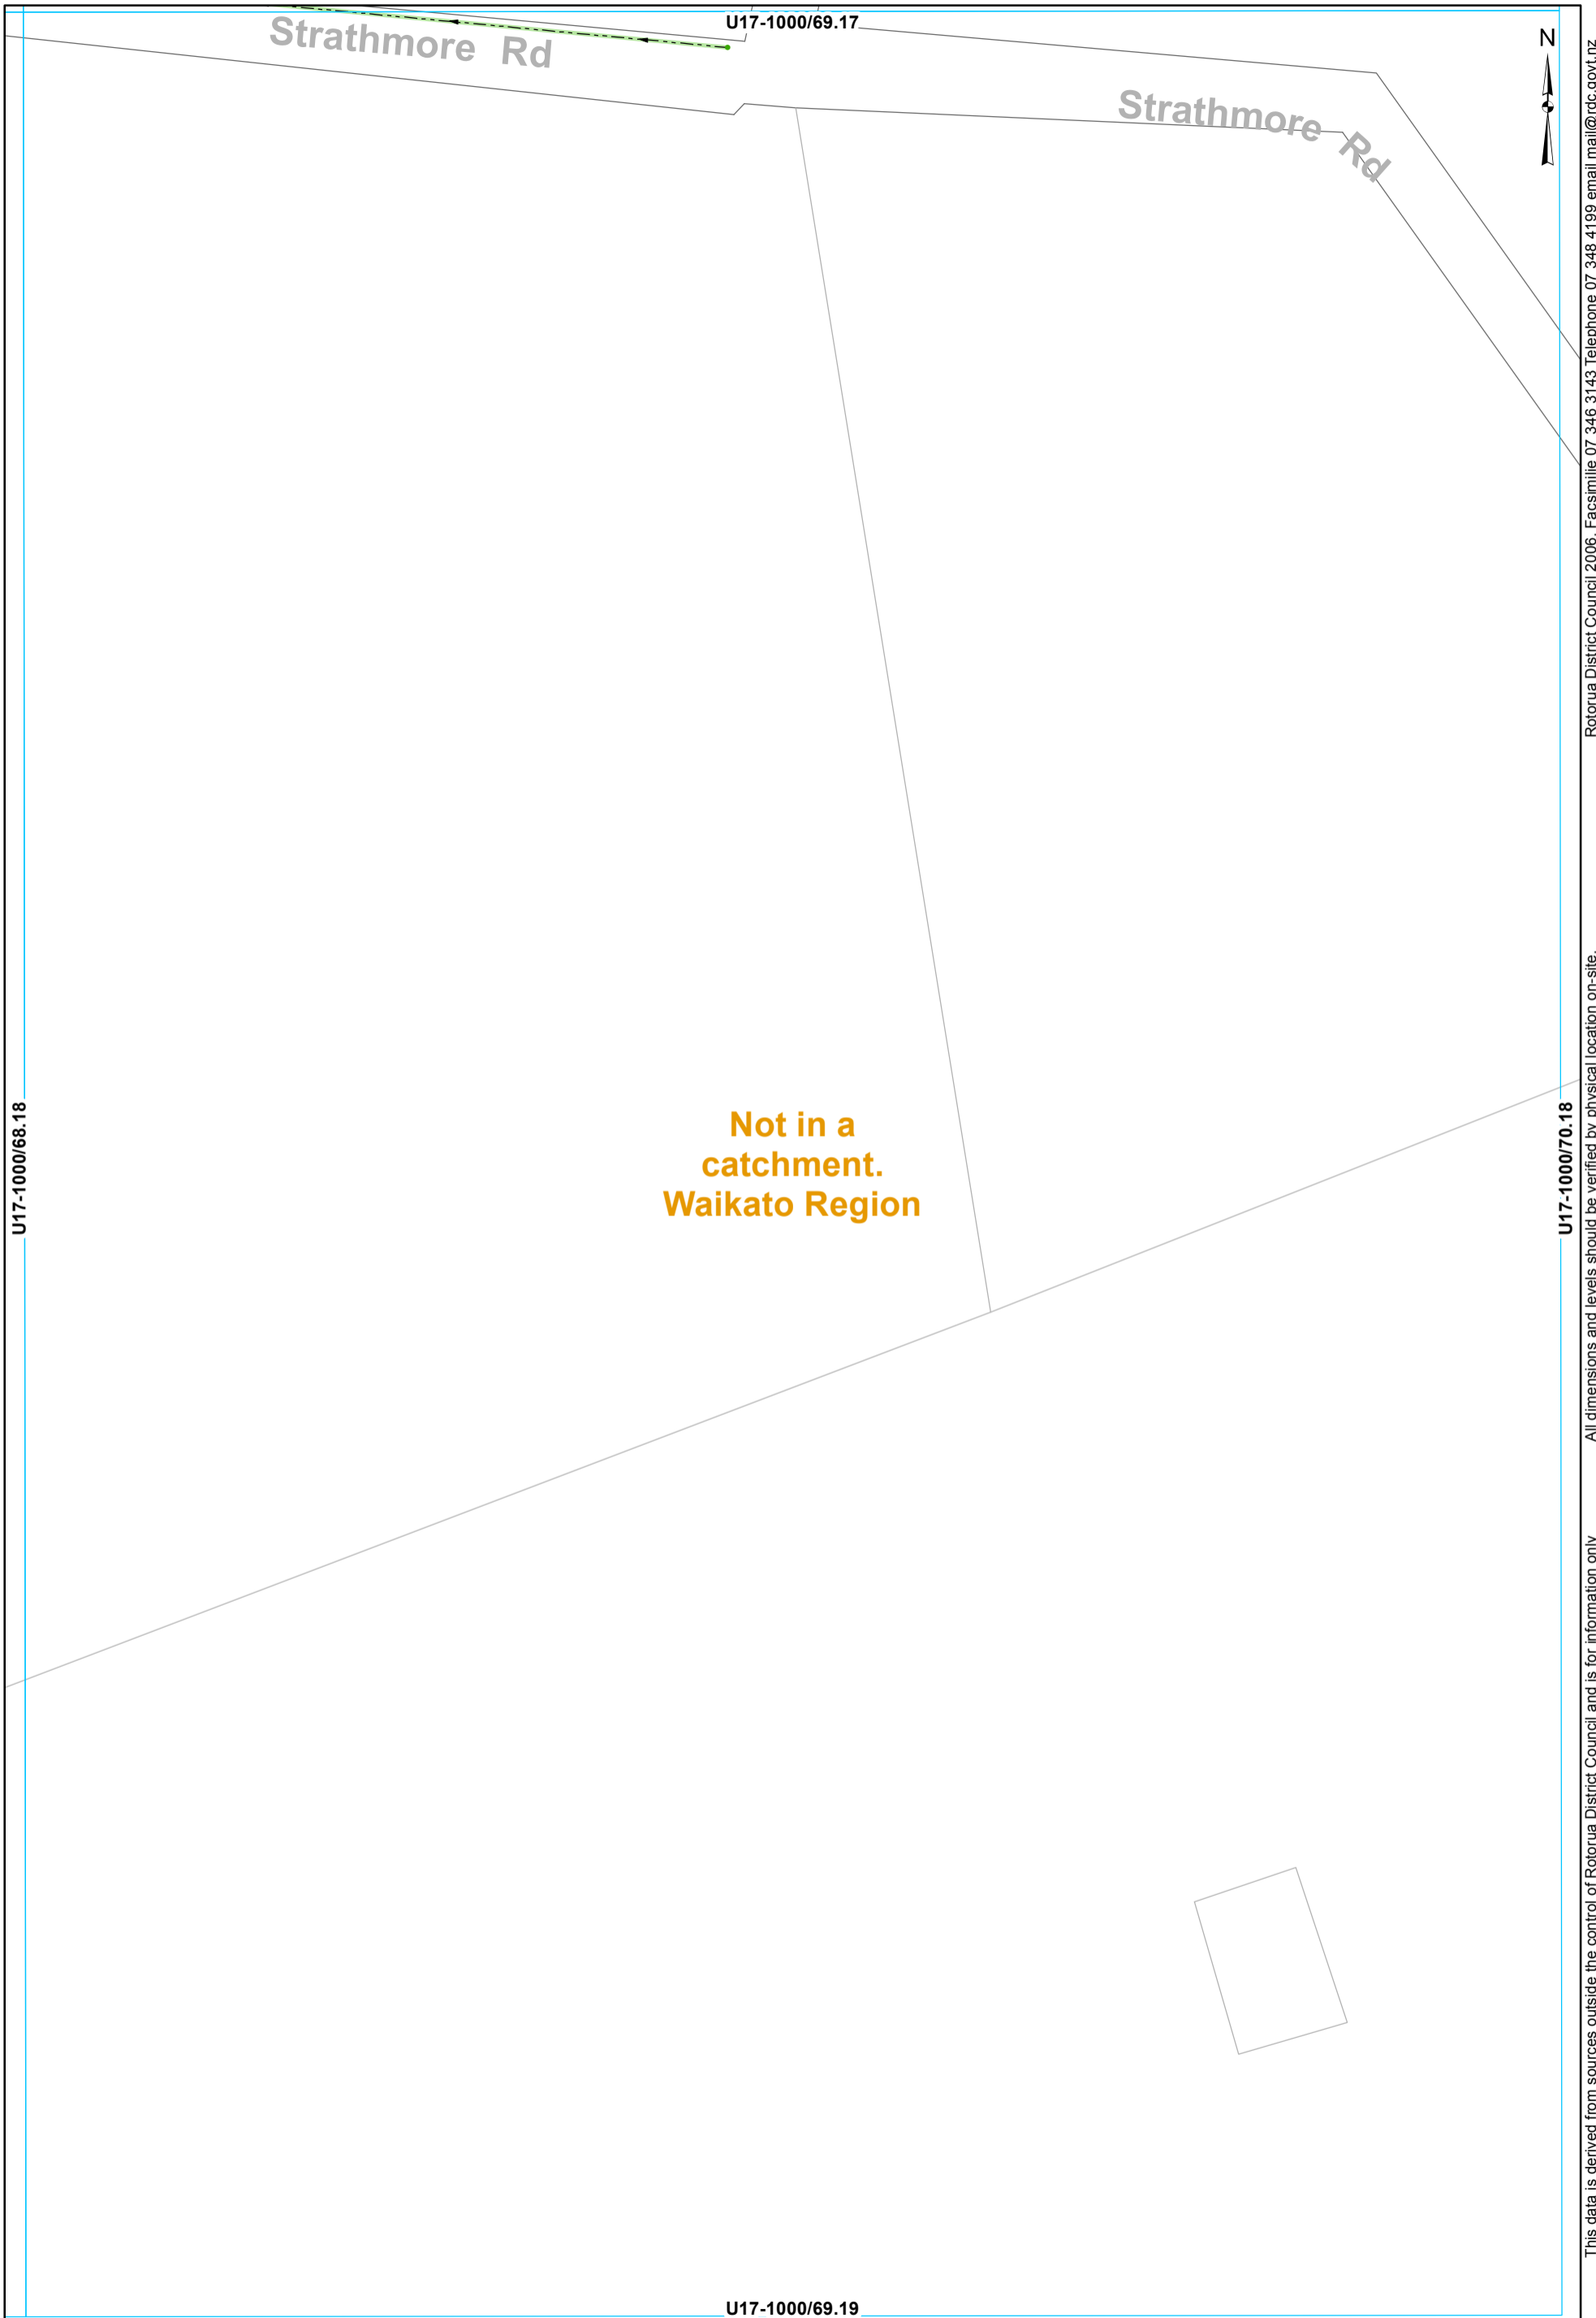 U17-1000/69.17
Strathmore Rd
N
Strathmore Rd
U17-1000/68.18
Not in a
catchment.
Waikato Region
U17-1000/70.18
U17-1000/69.19
This data is derived from sources outside the control of Rotorua District Council and is for information only
All dimensions and levels should be verified by physical location on-site.
Rotorua District Council 2006. Facsimilie 07 346 3143 Telephone 07 348 4199 email mail@rdc.govt.nz